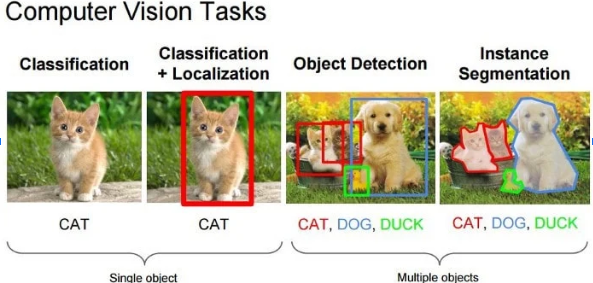 Computer Vision Tasks
Classification
Classification
+ Localization
Object Detection
Instance
Segmentation
CAT
CAT
CAT, DOG, DUCK
CAT, DOG, DUCK
Single object
Multiple objects